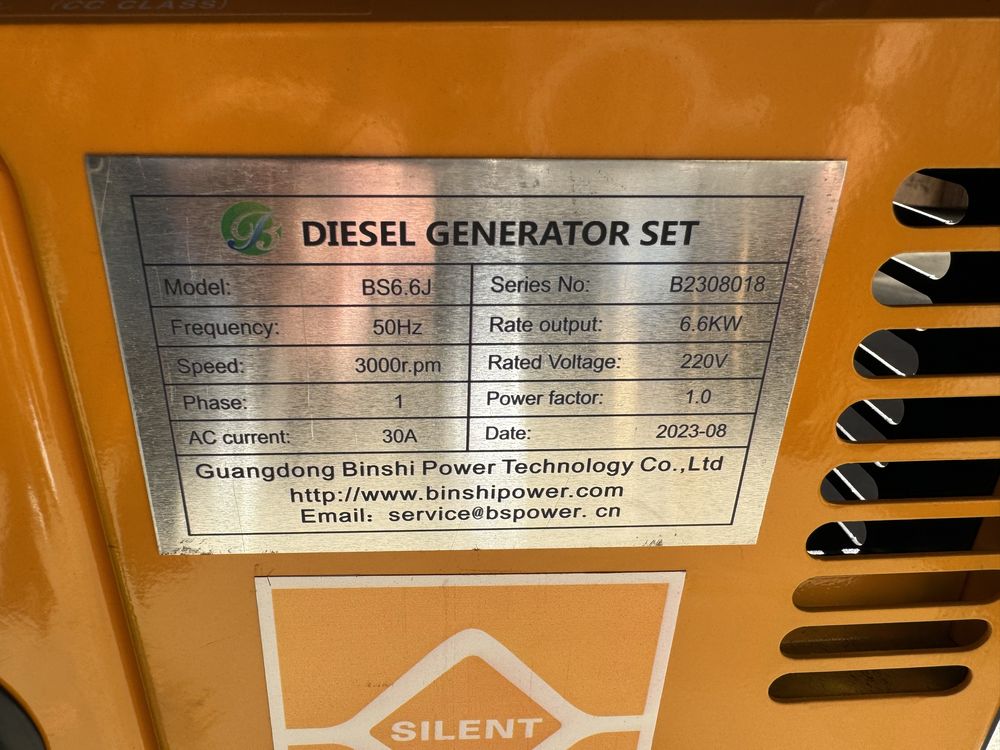 (CC CLASS)
DIESEL GENERATOR SET
Model: BS6.6J Series No: B2308018
Frequency: 50Hz Rate output: 6.6KW
Speed: 3000r.pm Rated Voltage: 220V
Phase: 1 Power factor: 1.0
AC current: 30A Date: 2023-08
Guangdong Binshi Power Technology Co.,Ltd
http://www.binshipower.com
Email: service@bspower. cn
SILENT